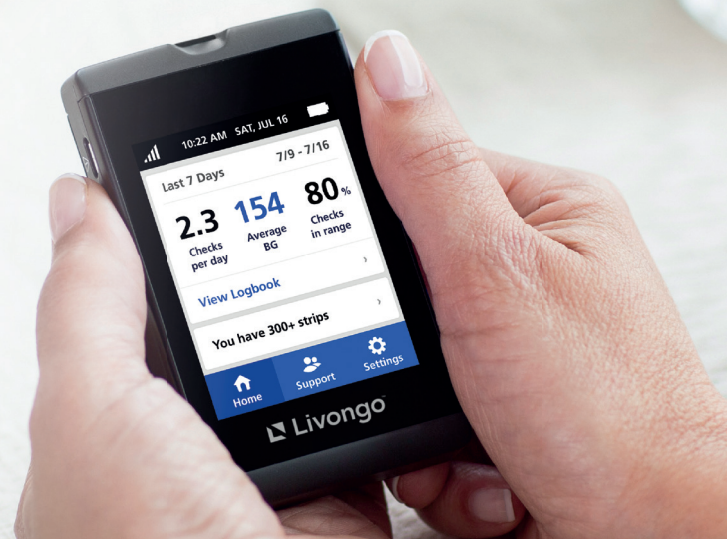 10:22 AM SAT, JUL 16
Last 7 Days 7/9 - 7/16
2.3 154 80%
Checks per day
Average BG
Checks in range
View Logbook
You have 300+ strips
Home Support Settings
Livongo